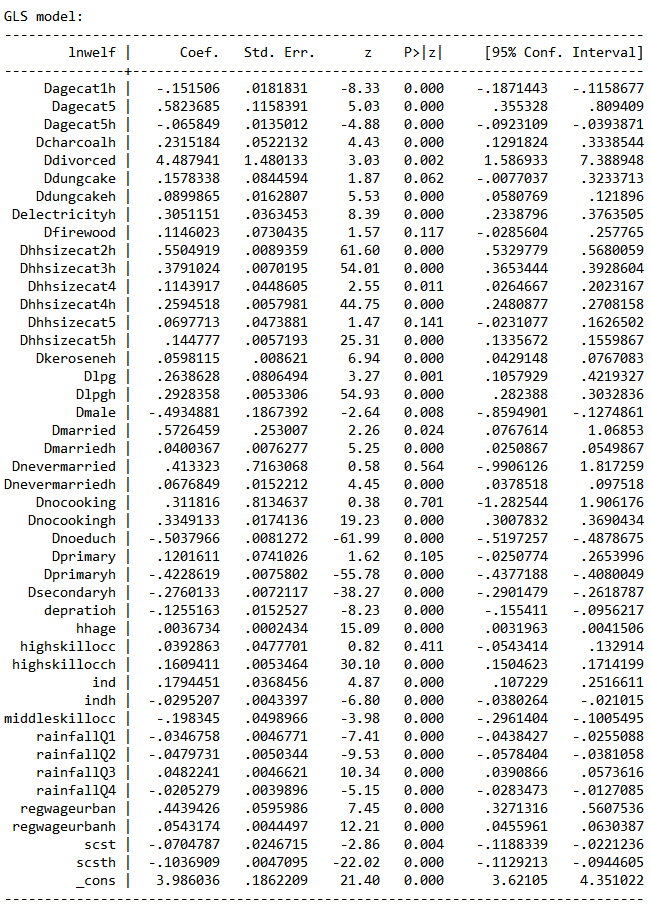 GLS model:
------------------------------------------------------------------------------
lnwelf | Coef. Std. Err. z P>|z| [95% Conf. Interval]
---------------+----------------------------------------------------------------
Dagecat1h | -.151506 .0181831 -8.33 0.000 -.1871443 -.1158677
Dagecat5 | .5823685 .1158391 5.03 0.000 .355328 .809409
Dagecat5h | -.065849 .0135012 -4.88 0.000 -.0923109 -.0393871
Dcharcoalh | .2315184 .0522132 4.43 0.000 .1291824 .3338544
Ddivorced | 4.487941 1.480133 3.03 0.002 1.586933 7.388948
Ddungcake | .1578338 .0844594 1.87 0.062 -.0077037 .3233713
Ddungcakeh | .0899865 .0162807 5.53 0.000 .0580769 .121896
Delectricityh | .3051151 .0363453 8.39 0.000 .2338796 .3763505
Dfirewood | .1146023 .0730435 1.57 0.117 -.0285604 .257765
Dhhsizecat2h | .5504919 .0089359 61.60 0.000 .5329779 .5680059
Dhhsizecat3h | .3791024 .0070195 54.01 0.000 .3653444 .3928604
Dhhsizecat4 | .1143917 .0448605 2.55 0.011 .0264667 .2023167
Dhhsizecat4h | .2594518 .0057981 44.75 0.000 .2480877 .2708158
Dhhsizecat5 | .0697713 .0473881 1.47 0.141 -.0231077 .1626502
Dhhsizecat5h | .144777 .0057193 25.31 0.000 .1335672 .1559867
Dkeroseneh | .0598115 .008621 6.94 0.000 .0429148 .0767083
Dlpg | .2638628 .0806494 3.27 0.001 .1057929 .4219327
Dlpgh | .2928358 .0053306 54.93 0.000 .282388 .3032836
Dmale | -.4934881 .1867392 -2.64 0.008 -.8594901 -.1274861
Dmarried | .5726459 .253007 2.26 0.024 .0767614 1.06853
Dmarriedh | .0400367 .0076277 5.25 0.000 .0250867 .0549867
Dnevermarried | .413323 .7163068 0.58 0.564 -.9906126 1.817259
Dnevermarriedh | .0676849 .0152212 4.45 0.000 .0378518 .097518
Dnocooking | .311816 .8134637 0.38 0.701 -1.282544 1.906176
Dnocookingh | .3349133 .0174136 19.23 0.000 .3007832 .3690434
Dnoeduch | -.5037966 .0081272 -61.99 0.000 -.5197257 -.4878675
Dprimary | .1201611 .0741026 1.62 0.105 -.0250774 .2653996
Dprimaryh | -.4228619 .0075802 -55.78 0.000 -.4377188 -.4080049
Dsecondaryh | -.2760133 .0072117 -38.27 0.000 -.2901479 -.2618787
depratioh | -.1255163 .0152527 -8.23 0.000 -.155411 -.0956217
hhage | .0036734 .0002434 15.09 0.000 .0031963 .0041506
highskillocc | .0392863 .0477701 0.82 0.411 -.0543414 .132914
highskillocch | .1609411 .0053464 30.10 0.000 .1504623 .1714199
ind | .1794451 .0368456 4.87 0.000 .107229 .2516611
indh | -.0295207 .0043397 -6.80 0.000 -.0380264 -.021015
middleskillocc | -.198345 .0498966 -3.98 0.000 -.2961404 -.1005495
rainfallQ1 | -.0346758 .0046771 -7.41 0.000 -.0438427 -.0255088
rainfallQ2 | -.0479731 .0050344 -9.53 0.000 -.0578404 -.0381058
rainfallQ3 | .0482241 .0046621 10.34 0.000 .0390866 .0573616
rainfallQ4 | -.0205279 .0039896 -5.15 0.000 -.0283473 -.0127085
regwageurban | .4439426 .0595986 7.45 0.000 .3271316 .5607536
regwageurbanh | .0543174 .0044497 12.21 0.000 .0455961 .0630387
scst | -.0704787 .0246715 -2.86 0.004 -.1188339 -.0221236
scsth | -.1036909 .0047095 -22.02 0.000 -.1129213 -.0944605
_cons | 3.986036 .1862209 21.40 0.000 3.62105 4.351022
------------------------------------------------------------------------------